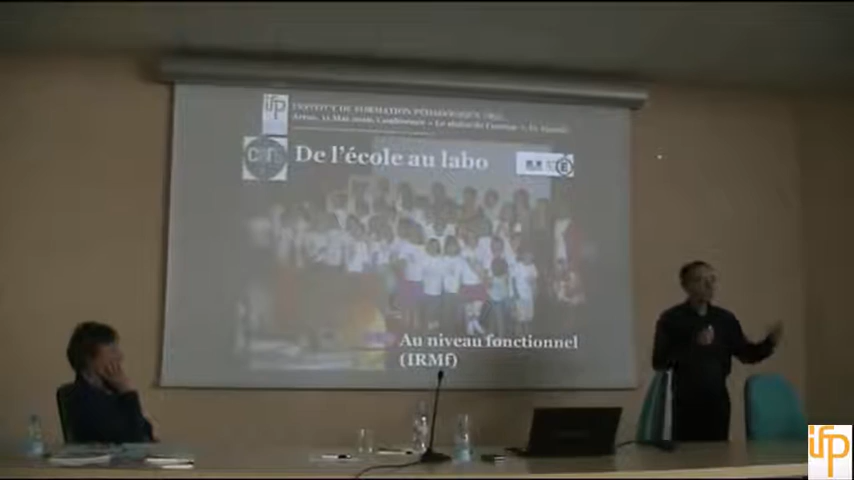 ifp
INSTITUT DE FORMATION PÉDAGOGIQUE
De l'école au labo
Au niveau fonctionnel
(IRMf)
ifp